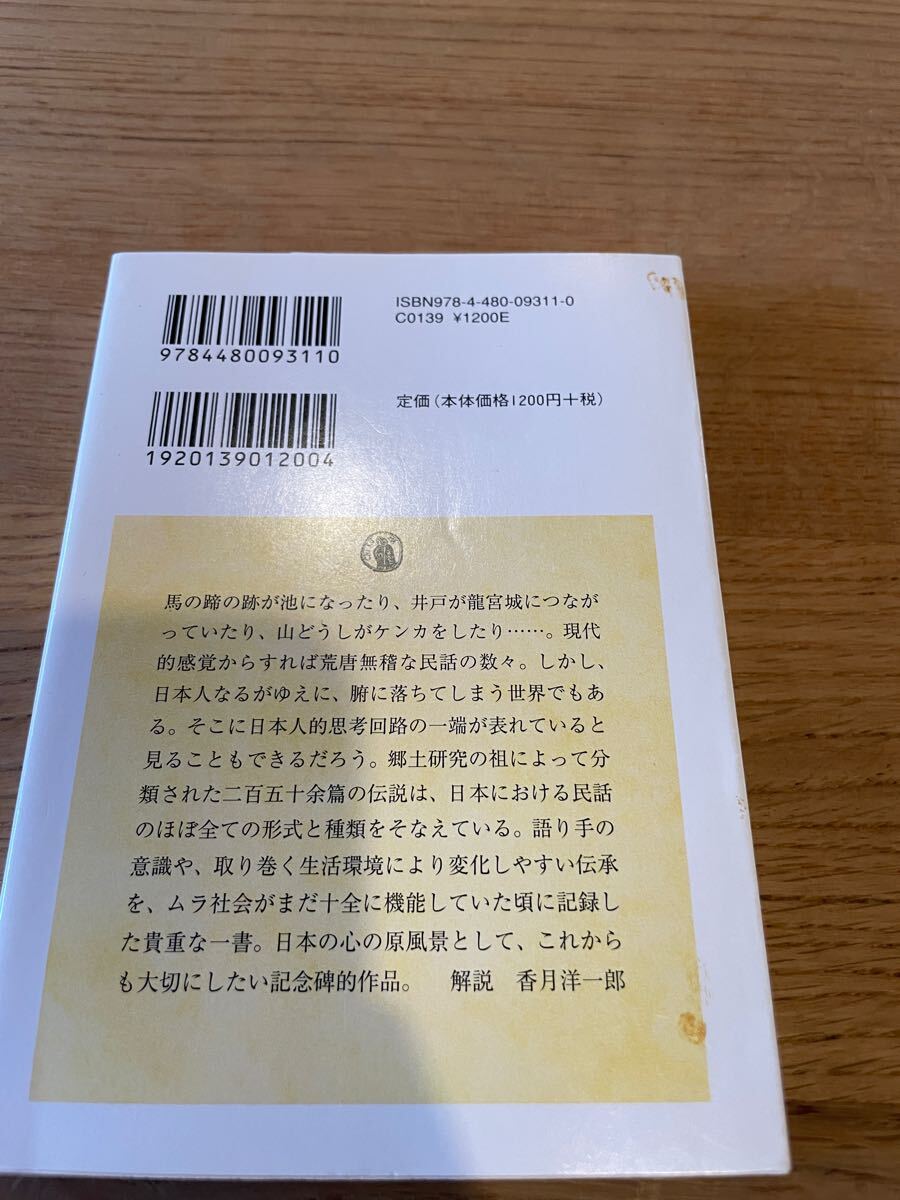 ISBN978-4-480-09311-0
C0139 ¥1200E
9784480093110
定価(本体価格1200円+税)
1920139012004
馬の蹄の跡が池になったり、井戸が龍宮城につなが
っていたり、山どうしがケンカをしたり……。現代
的感覚からすれば荒唐無稽な民話の数々。しかし、
日本人なるがゆえに、腑に落ちてしまう世界でもあ
る。そこに日本人的思考回路の一端が表れていると
見ることもできるだろう。郷土研究の祖によって分
類された二百五十余篇の伝説は、日本における民話
のほぼ全ての形式と種類をそなえている。語り手の
意識や、取り巻く生活環境により変化しやすい伝承
を、ムラ社会がまだ十全に機能していた頃に記録し
た貴重な一書。日本の心の原風景として、これから
も大切にしたい記念碑的作品。 解説 香月洋一郎